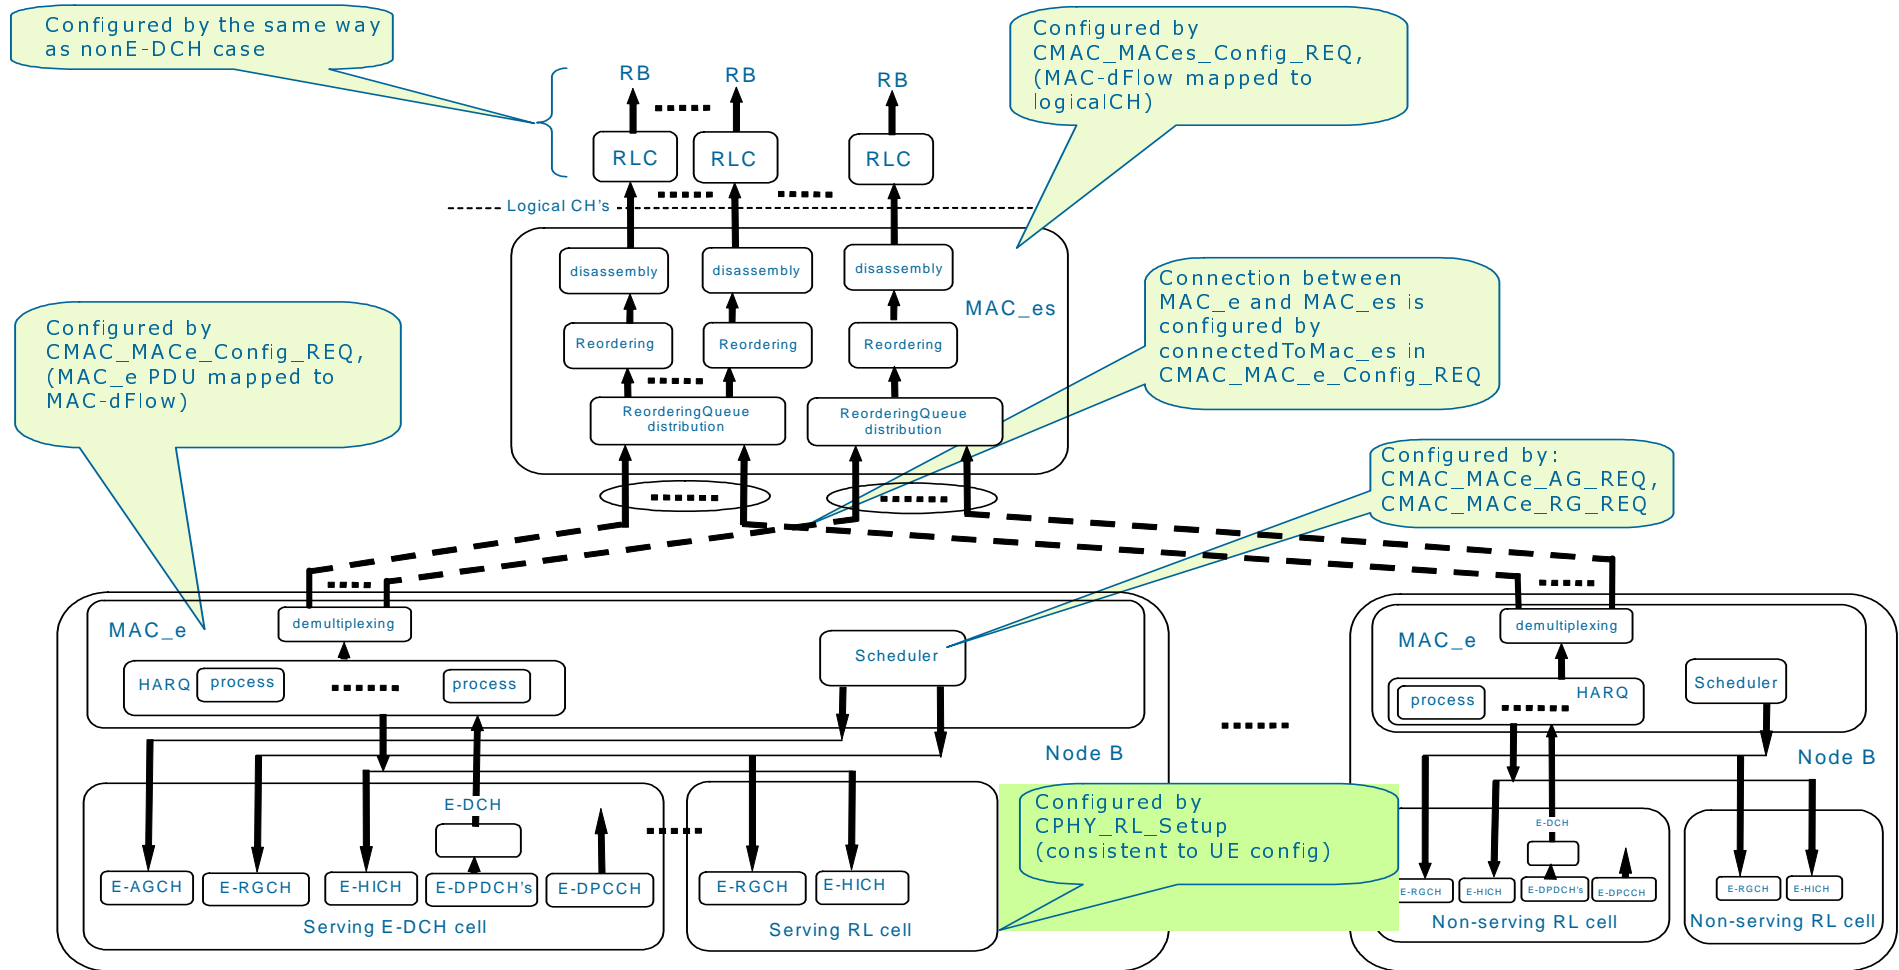 Configured by the same way
as nonE-DCH case
Configured by
CMAC_MACes_Config_REQ,
(MAC-dFlow mapped to
logicalCH)
RB
RB
RB
RLC
RLC
RLC
Logical CH's
disassembly
disassembly
disassembly
MAC_es
Reordering
Reordering
Reordering
ReorderingQueue
distribution
ReorderingQueue
distribution
Connection between
MAC_e and MAC_es is
configured by
connectedToMac_es in
CMAC_MAC_e_Config_REQ
Configured by
CMAC_MACe_Config_REQ,
(MAC_e PDU mapped to
MAC-dFlow)
Configured by:
CMAC_MACe_AG_REQ,
CMAC_MACe_RG_REQ
MAC_e
demultiplexing
Scheduler
HARQ
process
process
Node B
E-DCH
E-AGCH
E-RGCH
E-HICH
E-DPDCH's
E-DPCCH
Serving E-DCH cell
E-RGCH
E-HICH
Serving RL cell
Configured by
CPHY_RL_Setup
(consistent to UE config)
MAC_e
demultiplexing
Scheduler
process
HARQ
Node B
E-DCH
E-RGCH
E-HICH
E-DPDCH's
E-DPCCH
Non-serving RL cell
E-RGCH
E-HICH
Non-serving RL cell